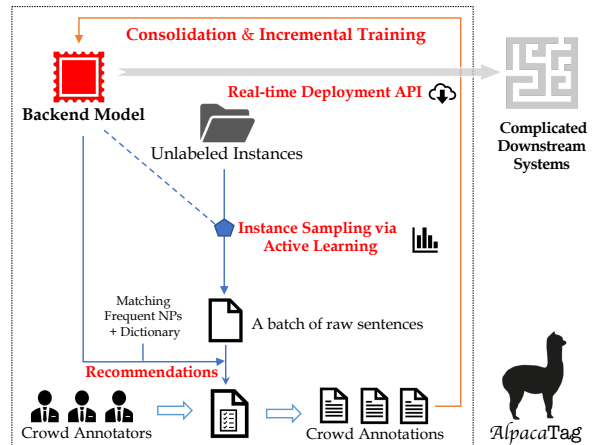 Consolidation & Incremental Training
Real-time Deployment API
Backend Model
Unlabeled Instances
Complicated
Downstream
Systems
Instance Sampling via
Active Learning
Matching
Frequent NPs
+ Dictionary
A batch of raw sentences
Recommendations
Crowd Annotators
Crowd Annotations
AlpacaTag